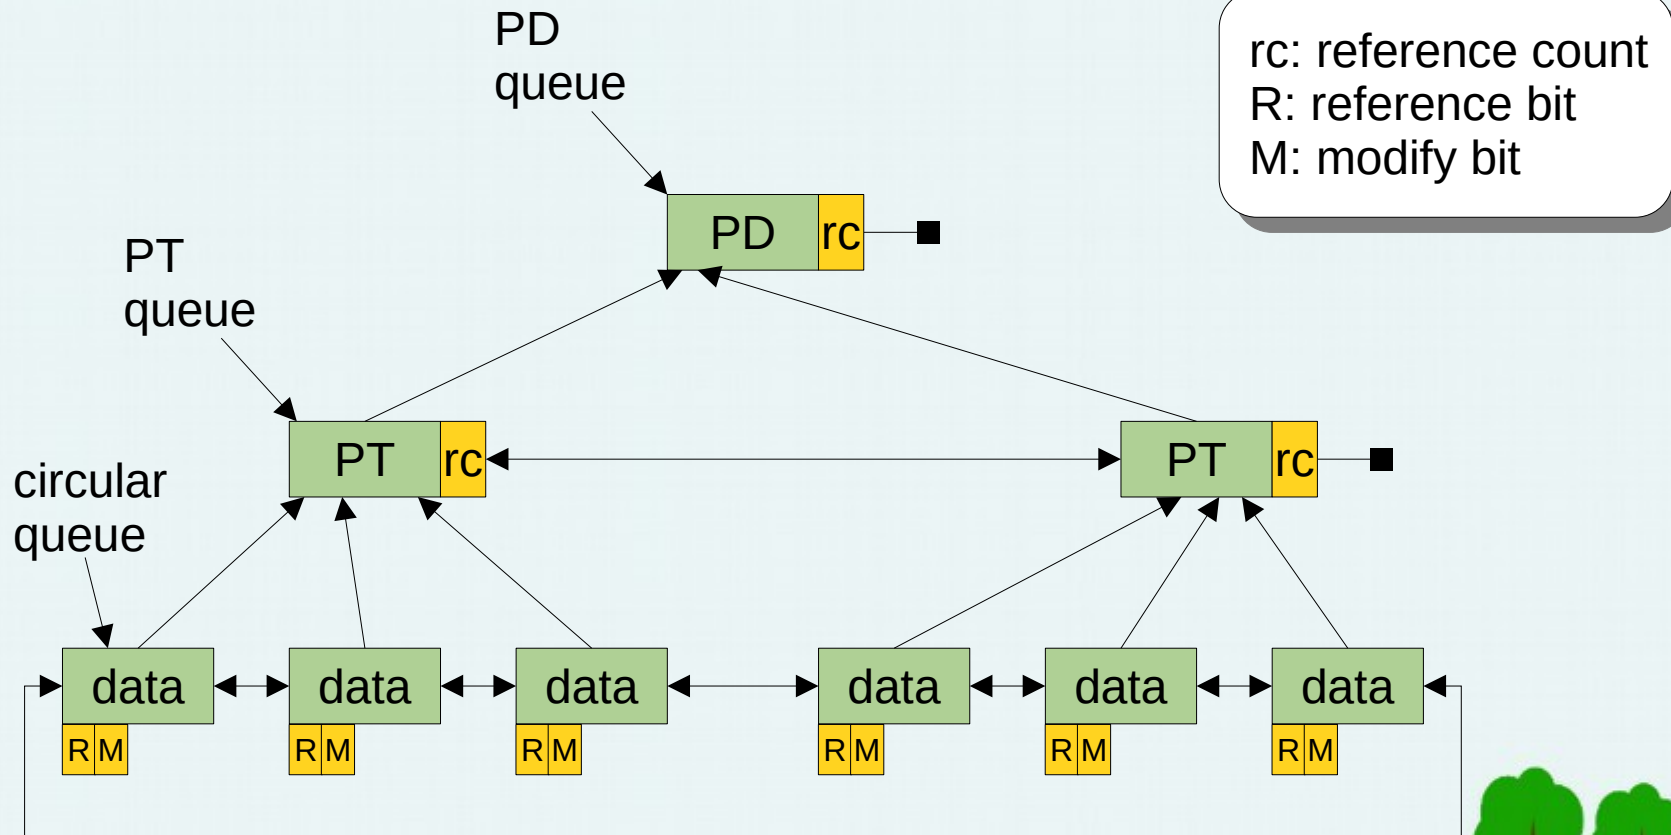 PD
queue
rc: reference count
R: reference bit
M: modify bit
PD rc
PT
queue
PT rc PT rc
circular
queue
data data data data data data
R M R M R M R M R M R M